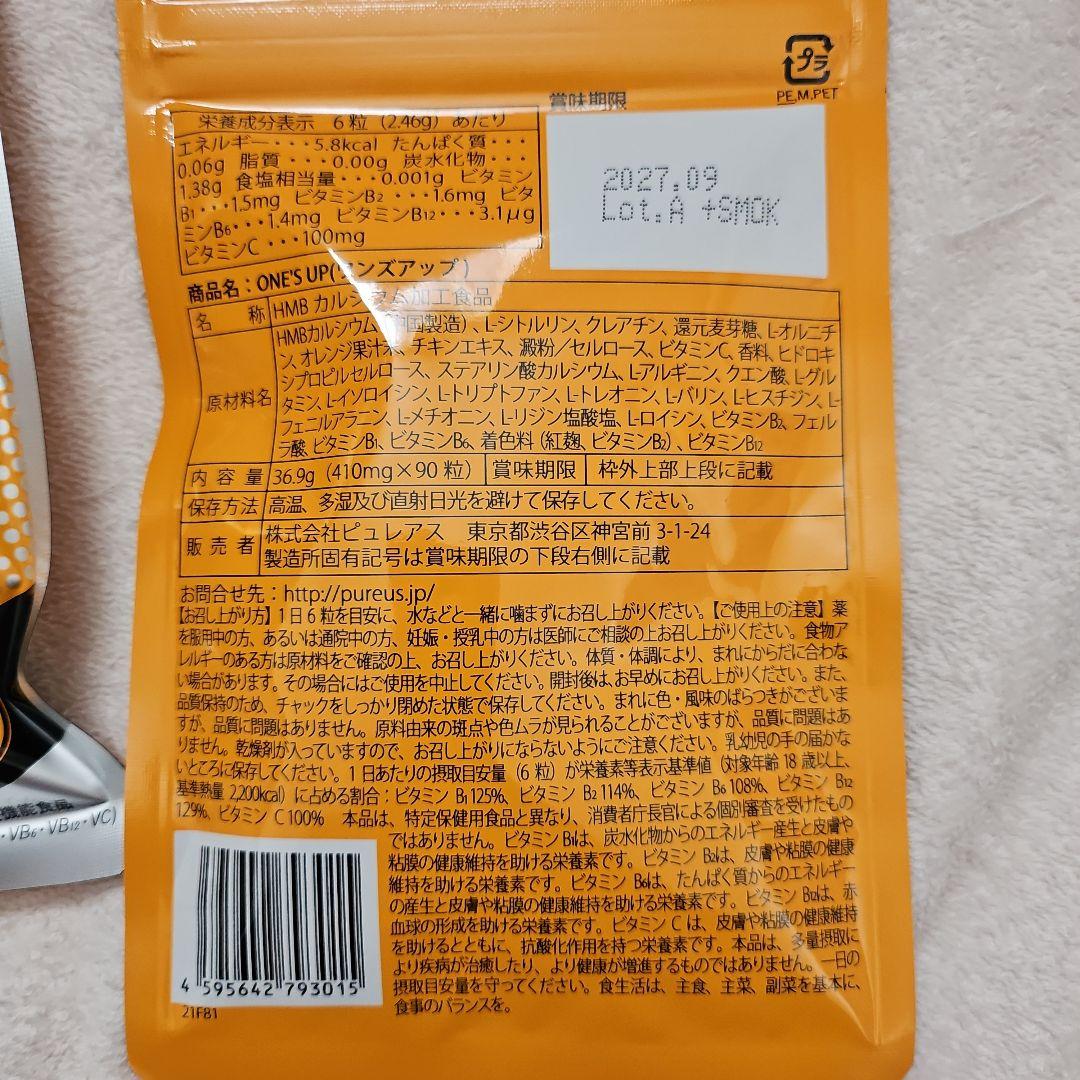 プラ
PE,M,PET
賞味期限
2027.09
Lot.A +SMOK
栄養成分表示 6粒 (2.46g) あたり
エネルギー・・・5.8kcal たんぱく質・・・
0.06g 脂質・・・0.00g 炭水化物・・・
1.38g 食塩相当量・・・0.001g ビタミン
B1・・・1.5mg ビタミンB2・・・1.6mg ビタ
ミンB6・・・1.4mg ビタミンB12・・・3.1μg
ビタミンC・・・100mg
商品名：ONE'S UP(ワンズアップ)
名 称 HMB カルシウム加工食品
原材料名
HMBカルシウム(中国製造)、L-シトルリン、クレアチン、還元麦芽糖、L-オルニチ
ン、オレンジ果汁末、チキンエキス、澱粉／セルロース、ビタミンC、香料、ヒドロキ
シプロピルセルロース、ステアリン酸カルシウム、L-アルギニン、クエン酸、L-グル
タミン、L-イソロイシン、L-トリプトファン、L-トレオニン、L-バリン、L-ヒスチジン、L-
フェニルアラニン、L-メチオニン、L-リジン塩酸塩、L-ロイシン、ビタミンB2、フェル
ラ酸、ビタミンB1、ビタミンB6、着色料(紅麹、ビタミンB2)、ビタミンB12
内 容 量 36.9g (410mg×90粒) 賞味期限 枠外上部上段に記載
保存方法 高温、多湿及び直射日光を避けて保存してください。
販 売 者 株式会社ピュレアス 東京都渋谷区神宮前 3-1-24
製造所固有記号は賞味期限の下段右側に記載
お問合せ先：http://pureus.jp/
【お召し上がり方】1日6粒を目安に、水などと一緒に噛まずにお召し上がりください。【ご使用上の注意】薬
を服用中の方、あるいは通院中の方、妊娠・授乳中の方は医師にご相談の上お召し上がりください。食物ア
レルギーのある方は原材料をご確認の上、お召し上がりください。体質・体調により、まれにからだに合わな
い場合があります。その場合にはご使用を中止してください。開封後は、お早めにお召し上がりください。また、
品質保持のため、チャックをしっかり閉めた状態で保存してください。まれに色・風味のばらつきがございま
すが、品質に問題はありません。原料由来の斑点や色ムラが見られることがございますが、品質に問題はあ
りません。乾燥剤が入っていますので、お召し上がりにならないようにご注意ください。乳幼児の手の届かな
いところに保存してください。1日あたりの摂取目安量(6粒)が栄養素等表示基準値(対象年齢18歳以上、
基準熱量 2,200kcal)に占める割合：ビタミン B1 125%、ビタミン B2 114%、ビタミン B6 108%、ビタミン B12
129%、ビタミン C 100% 本品は、特定保健用食品と異なり、消費者庁長官による個別審査を受けたもの
ではありません。ビタミン B1は、炭水化物からのエネルギー産生と皮膚や
粘膜の健康維持を助ける栄養素です。ビタミン B2は、皮膚や粘膜の健康
維持を助ける栄養素です。ビタミン B6は、たんぱく質からのエネルギー
の産生と皮膚や粘膜の健康維持を助ける栄養素です。ビタミン B12は、赤
血球の形成を助ける栄養素です。ビタミン C は、皮膚や粘膜の健康維持
を助けるとともに、抗酸化作用を持つ栄養素です。本品は、多量摂取に
より疾病が治癒したり、より健康が増進するものではありません。一日の
摂取目安量を守ってください。食生活は、主食、主菜、副菜を基本に、
食事のバランスを。
4 595642 793015
21F81
機能食品
・VB6・VB12・VC)